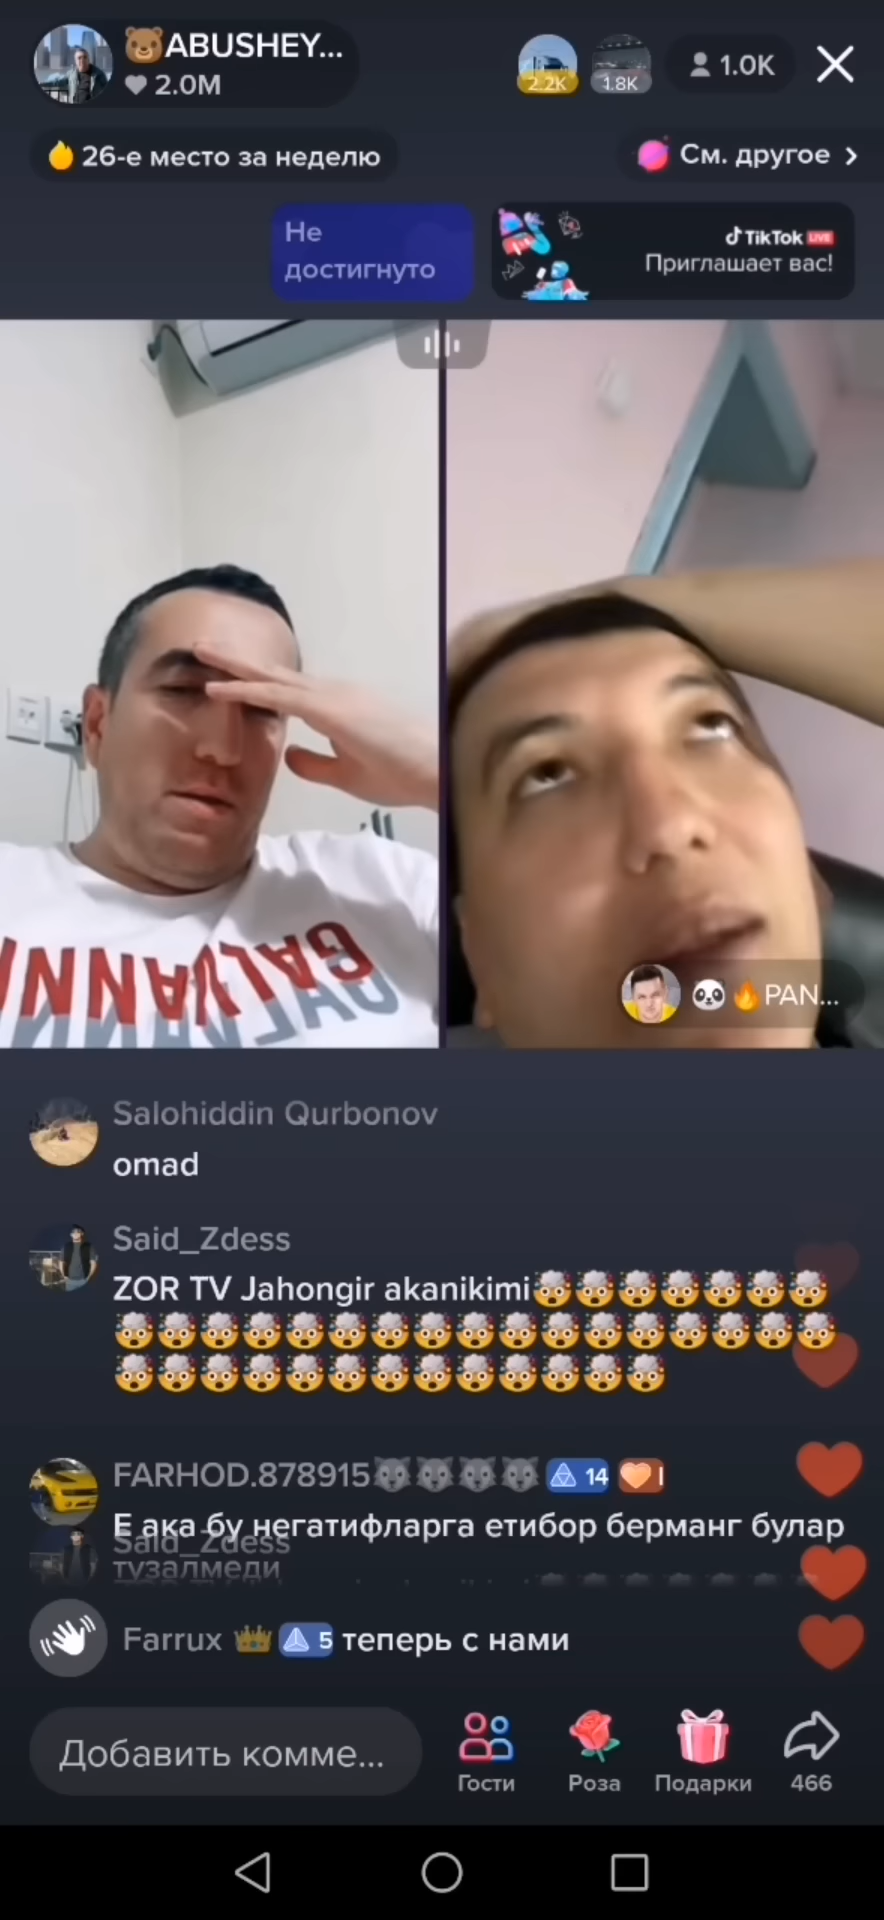 🐻ABUSHEY...
2.0M
2.2K
1.8K
1.0K
26-е место за неделю
См. другое
Не
достигнуто
TikTok LIVE
Приглашает вас!
GALVANNI
🐼🔥PAN...
Salohiddin Qurbonov
omad
Said_Zdess
ZOR TV Jahongir akanikimi🤯🤯🤯🤯🤯🤯🤯
🤯🤯🤯🤯🤯🤯🤯🤯🤯🤯🤯🤯🤯🤯🤯🤯🤯
🤯🤯🤯🤯🤯🤯🤯🤯🤯🤯🤯🤯🤯
FARHOD.878915🐺🐺🐺🐺 14 I
Е ака бу негатифларга етибор берманг булар
Said_Zdess
тузалмеди
Farrux 👑 5 теперь с нами
Добавить комме...
Гости
Роза
Подарки
466